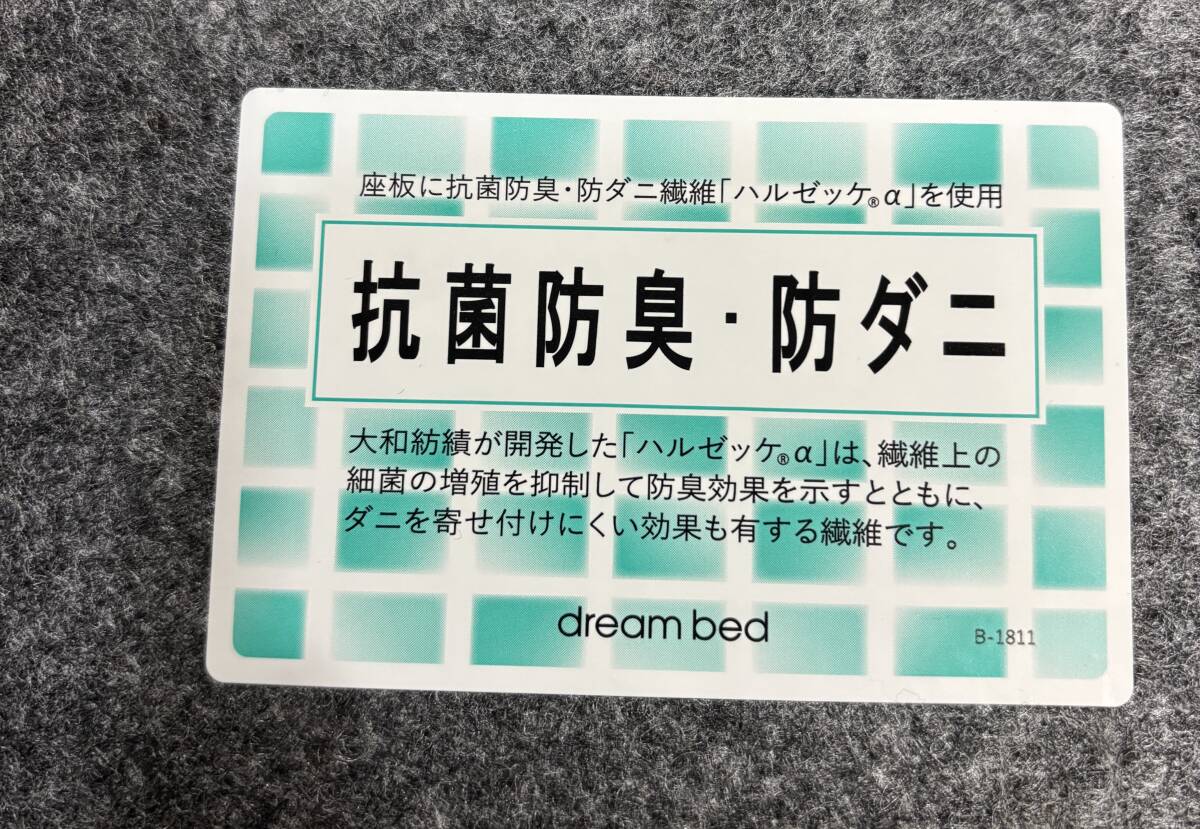 座板に抗菌防臭・防ダニ繊維「ハルゼッケ®α」を使用
抗菌防臭・防ダニ
大和紡績が開発した「ハルゼッケ®α」は、繊維上の
細菌の増殖を抑制して防臭効果を示すとともに、
ダニを寄せ付けにくい効果も有する繊維です。
dream bed
B-1811